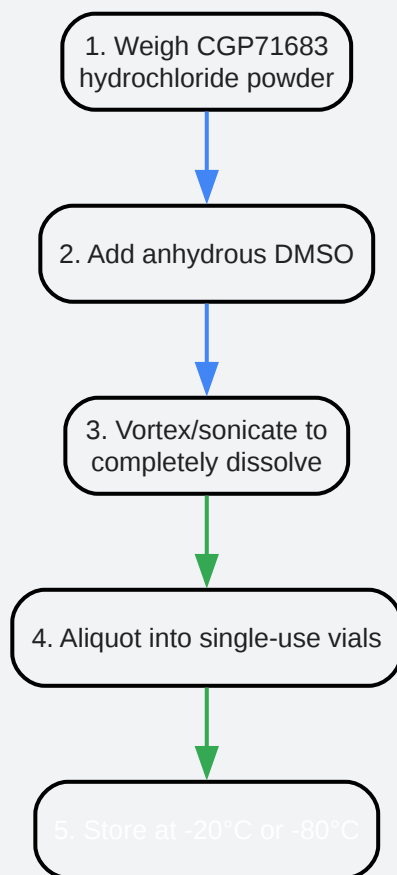 1. Weigh CGP71683
hydrochloride powder
2. Add anhydrous DMSO
3. Vortex/sonicate to
completely dissolve
4. Aliquot into single-use vials
5. Store at -20°C or -80°C